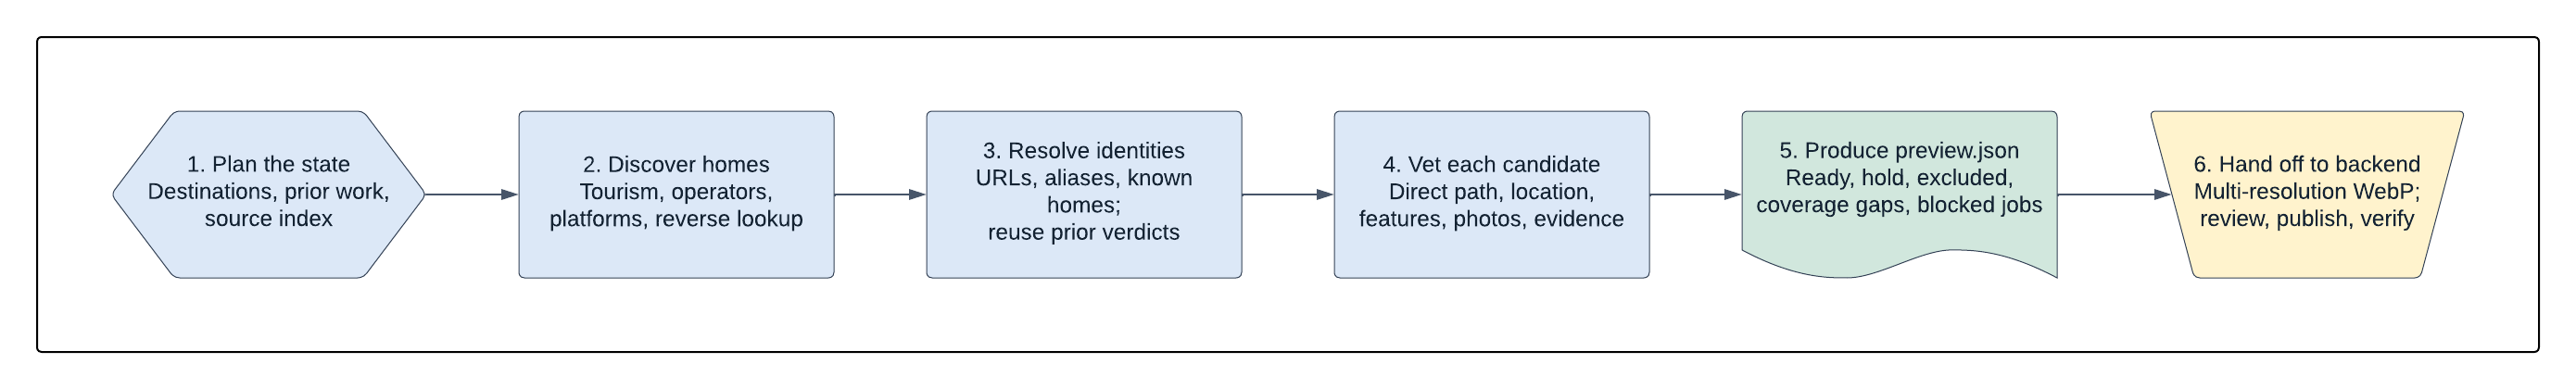 1. Plan the state
Destinations, prior work,
source index
2. Discover homes
Tourism, operators,
platforms, reverse lookup
3. Resolve identities
URLs, aliases, known
homes;
reuse prior verdicts
4. Vet each candidate
Direct path, location,
features, photos, evidence
5. Produce preview.json
Ready, hold, excluded,
coverage gaps, blocked jobs
6. Hand off to backend
Multi-resolution WebP;
review, publish, verify